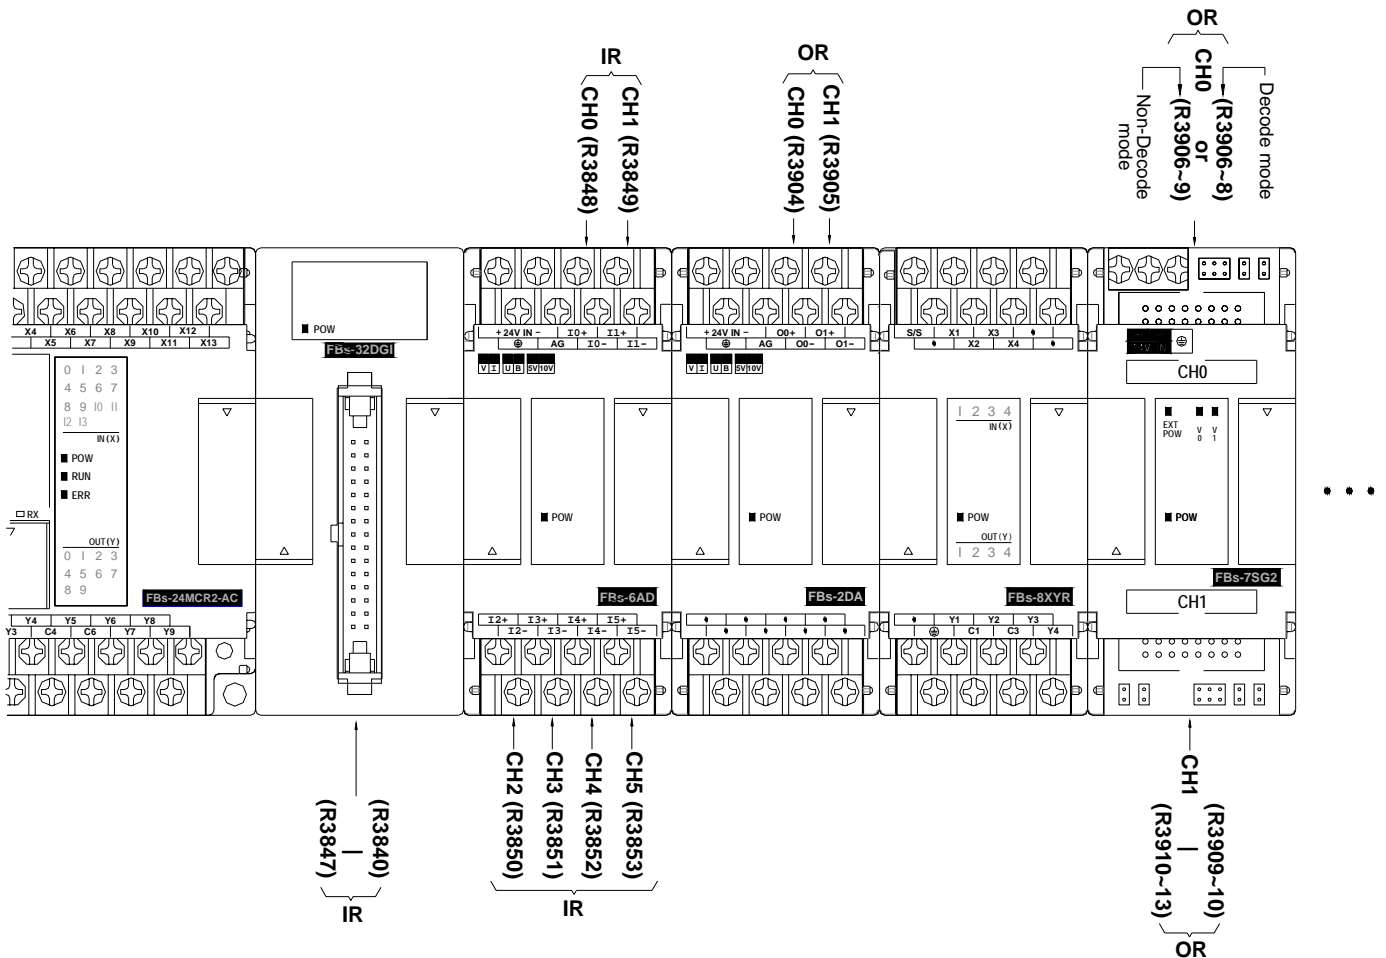 OR
CH0
(R3906~8)
or
(R3906~9)
Decode mode
Non-Decode
mode
IR
CH0 (R3848)
CH1 (R3849)
OR
CH0 (R3904)
CH1 (R3905)
X4 X6 X8 X10 X12
X5 X7 X9 X11 X13
0 1 2 3
4 5 6 7
8 9 10 11
12 13
IN(X)
POW
RUN
ERR
RX
OUT(Y)
0 1 2 3
4 5 6 7
8 9
FBs-24MCR2-AC
Y4 Y5 Y6 Y8
Y3 C4 C6 Y7 Y9
POW
FBs-32DGI
+24V IN - I0+ I1+
AG I0- I1-
V I U B 5V 10V
POW
FBs-6AD
I2+ I3+ I4+ I5+
I2- I3- I4- I5-
+24V IN - O0+ O1+
AG O0- O1-
V I U B 5V 10V
POW
FBs-2DA
S/S X1 X3
X2 X4
1 2 3 4
IN(X)
POW
OUT(Y)
1 2 3 4
FBs-8XYR
Y1 Y2 Y3
C1 C3 Y4
CH0
EXT
POW
V
0
V
1
POW
FBs-7SG2
CH1
(R3840)
(R3847)
IR
CH2 (R3850)
CH3 (R3851)
CH4 (R3852)
CH5 (R3853)
IR
CH1
(R3909~10)
(R3910~13)
OR